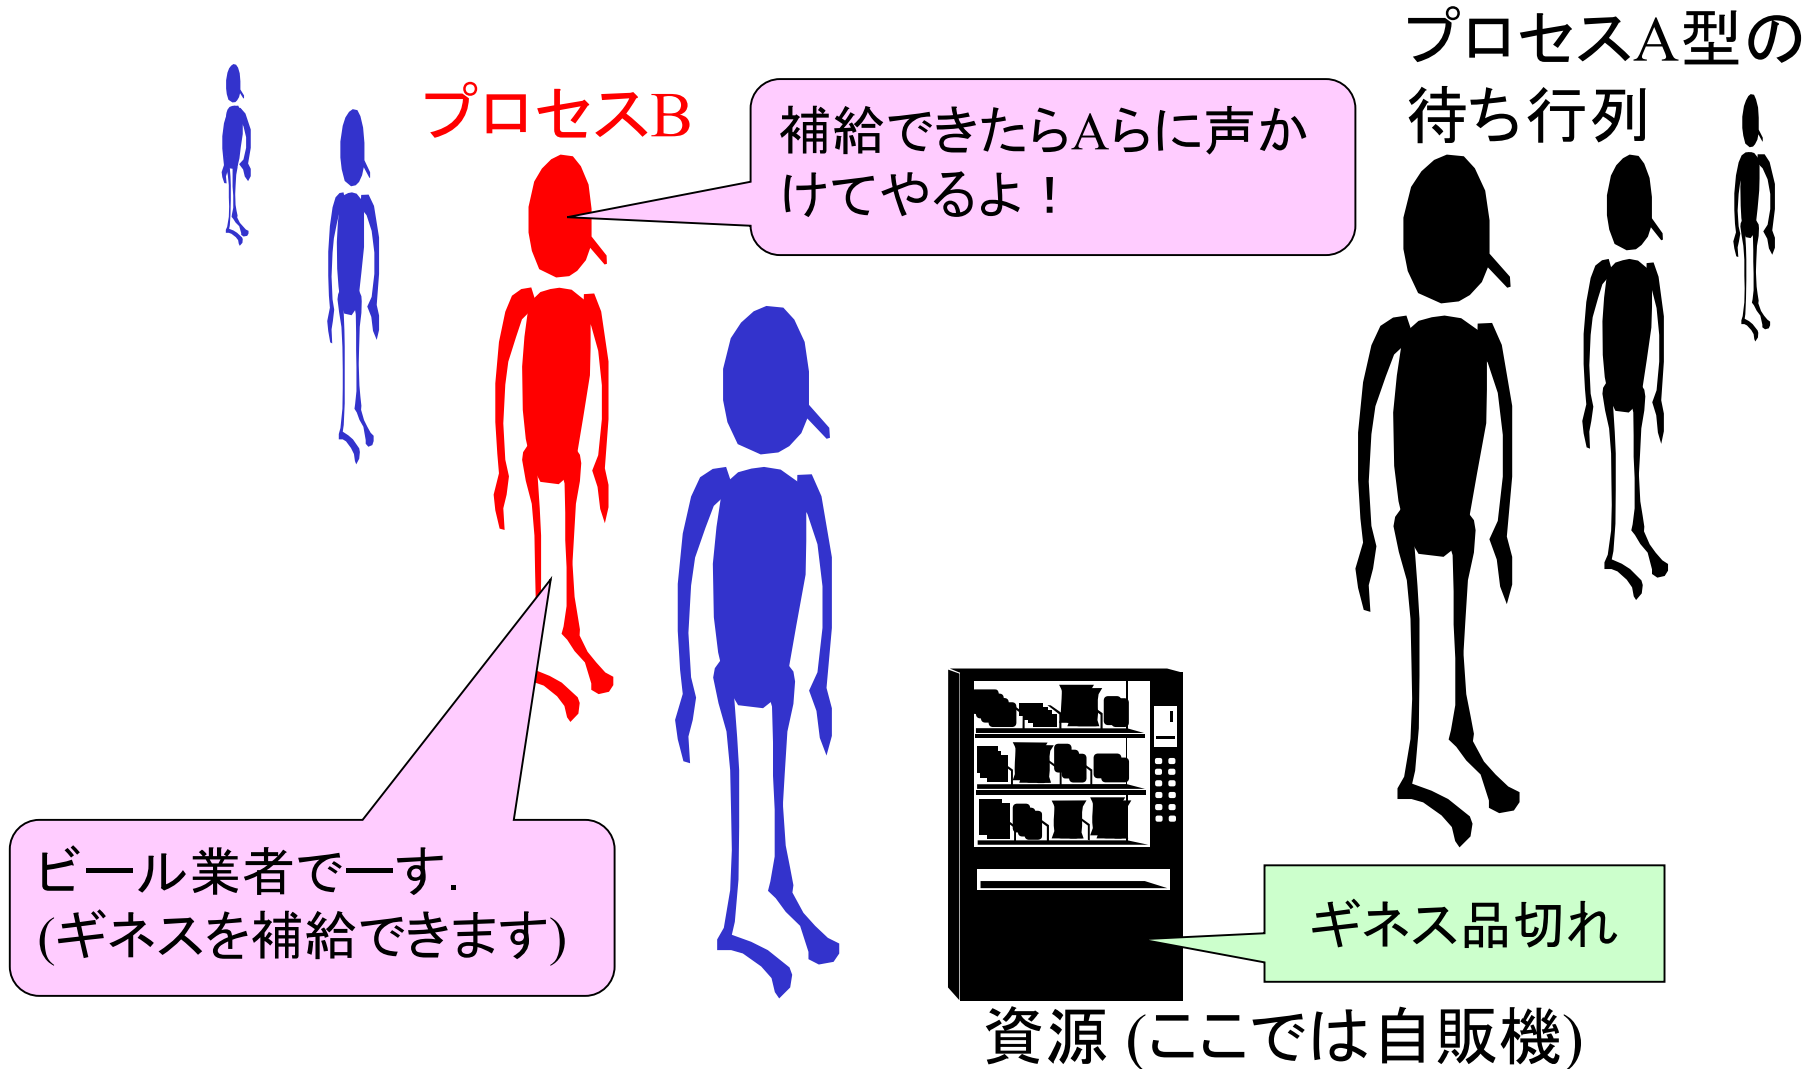 プロセスA型の
待ち行列
プロセスB
補給できたらAらに声か
けてやるよ！
ビール業者でーす.
(ギネスを補給できます)
ギネス品切れ
資源 (ここでは自販機)